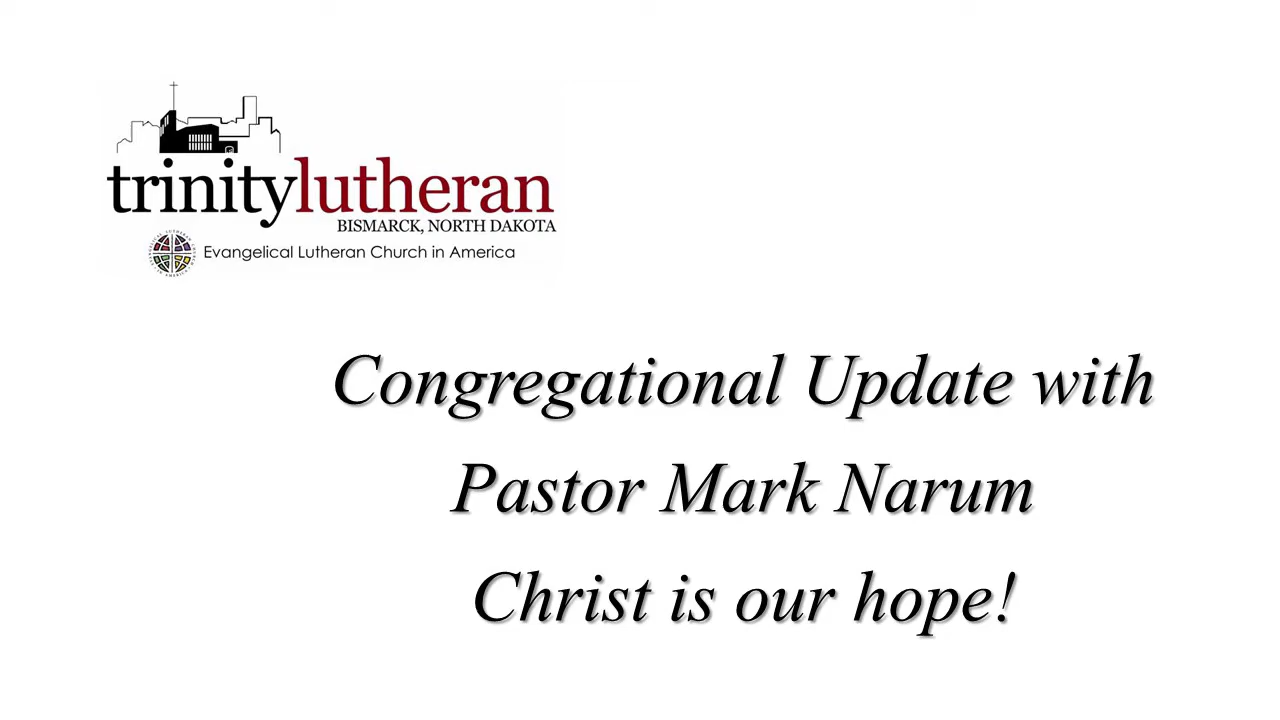 trinitylutheran
BISMARCK, NORTH DAKOTA
Evangelical Lutheran Church in America
Congregational Update with
Pastor Mark Narum
Christ is our hope!